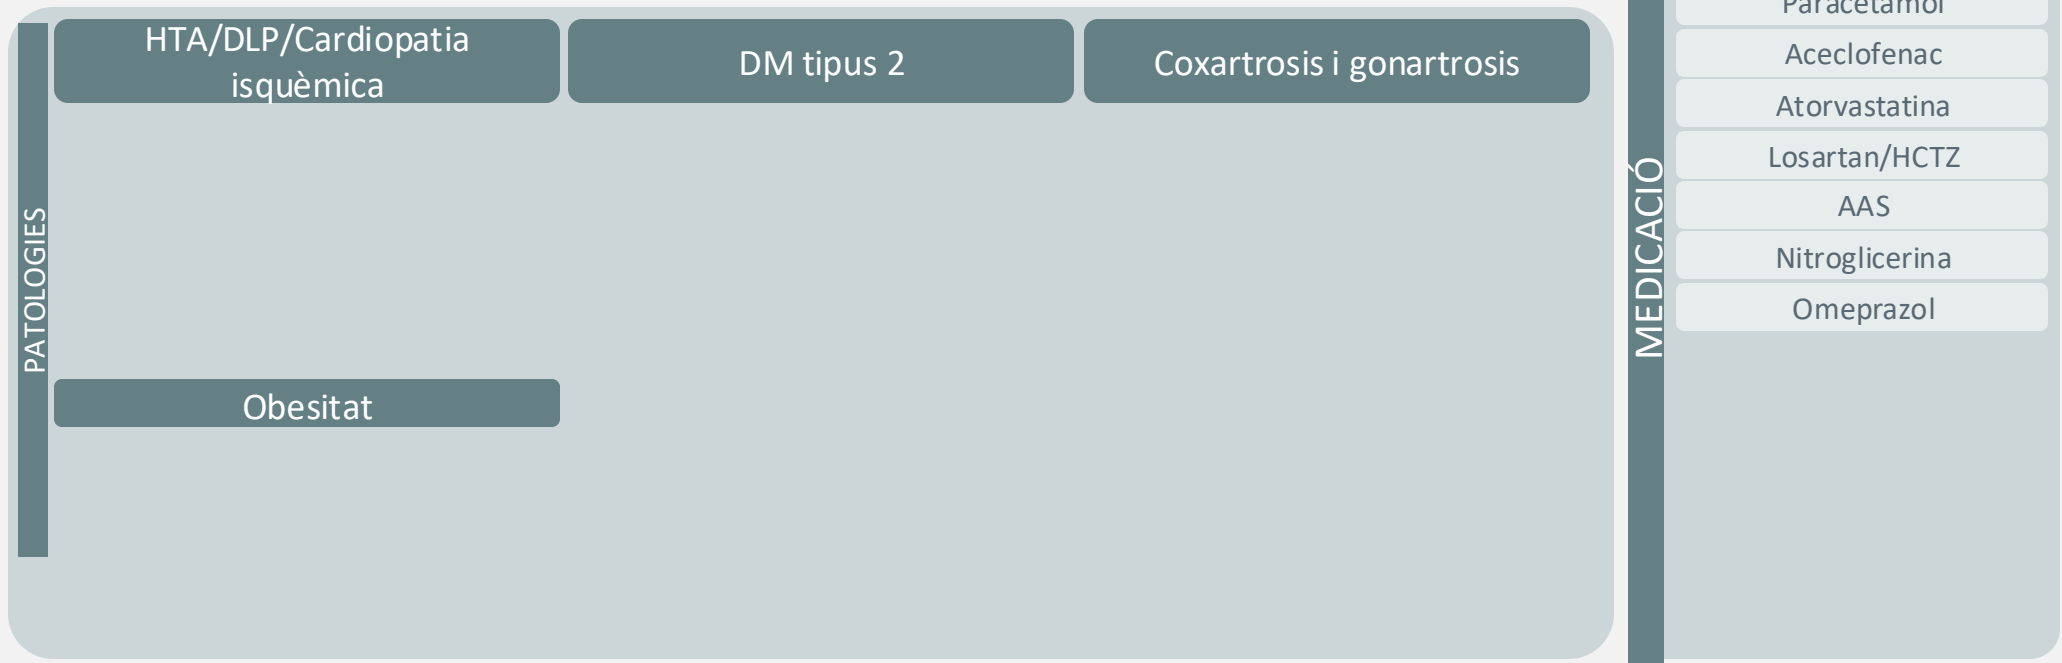 PATOLOGIES
HTA/DLP/Cardiopatia
isquèmica
DM tipus 2
Coxartrosis i gonartrosis
Obesitat
MEDICACIÓ
Paracetamol
Aceclofenac
Atorvastatina
Losartan/HCTZ
AAS
Nitroglicerina
Omeprazol